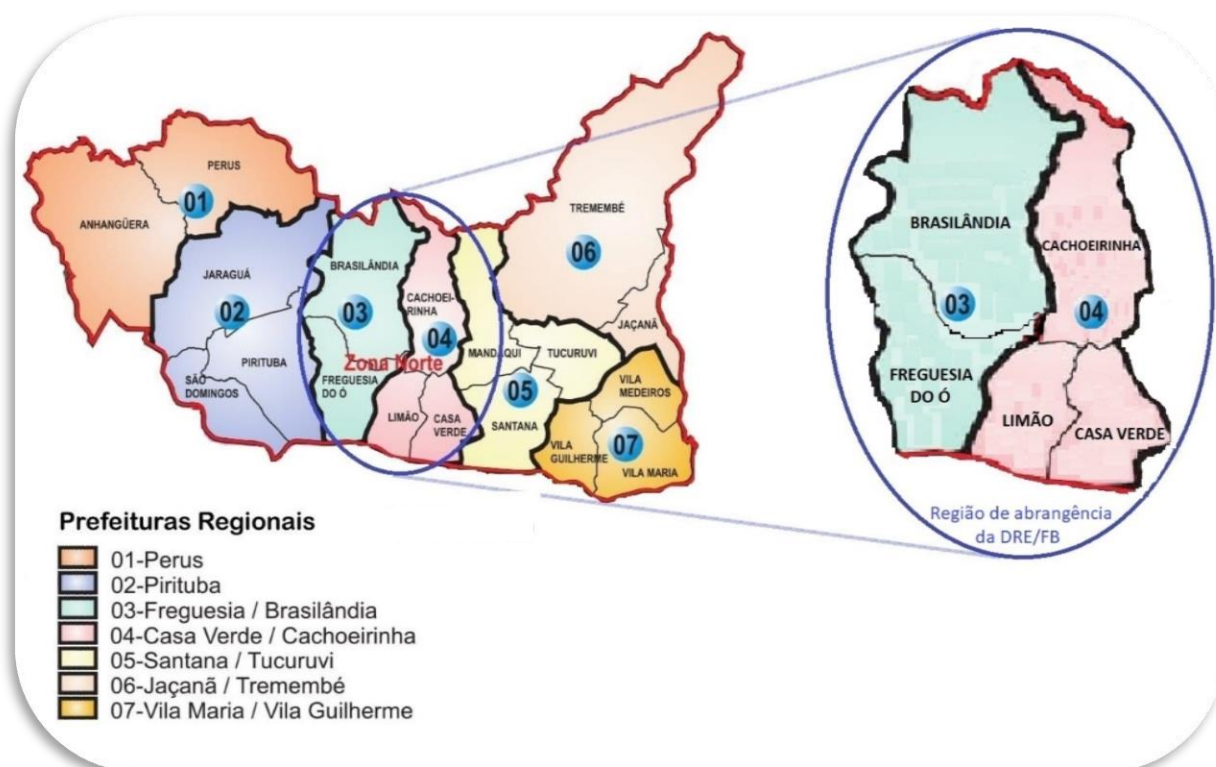 PERUS
01
ANHANGÜERA
JARAGUÁ
02
PIRITUBA
SÃO
DOMINGOS
BRASILÂNDIA
03
FREGUESIA
DO Ó
Zona Norte
CACHOEI-
RINHA
04
LIMÃO
CASA
VERDE
MANDAQUI
TUCURUVI
05
SANTANA
TREMEMBÉ
06
JAÇANÃ
VILA
MEDEIROS
VILA
GUILHERME
07
VILA MARIA
BRASILÂNDIA
CACHOEIRINHA
03
04
FREGUESIA
DO Ó
LIMÃO
CASA VERDE
Região de abrangência
da DRE/FB
Prefeituras Regionais
01-Perus
02-Pirituba
03-Freguesia / Brasilândia
04-Casa Verde / Cachoeirinha
05-Santana / Tucuruvi
06-Jaçanã / Tremembé
07-Vila Maria / Vila Guilherme